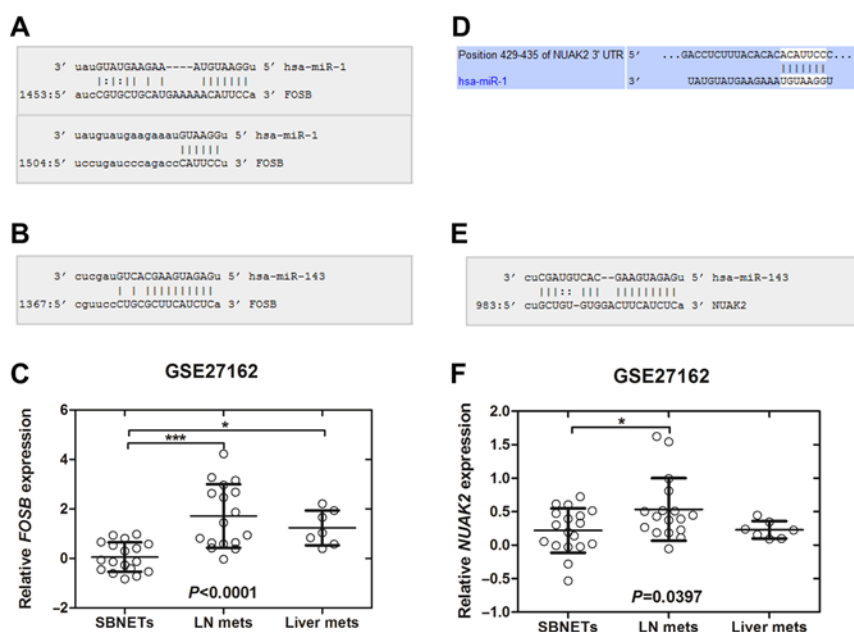 A
3' uauGUAUGAAGAA----AUGUAAGGu 5' hsa-miR-1
|:|:|| | | |||||||
1453:5' aucCGUGCUGCAUGAAAAACAUUCCa 3' FOSB
3' uauguaugaagaaauGUAAGGu 5' hsa-miR-1
||||||
1504:5' uccugaucccagacccCAUUCCu 3' FOSB
B
3' cucgauGUCACGAAGUAGAGu 5' hsa-miR-143
| | ||||||||||
1367:5' cguuccCUGCGCUUCAUCUCa 3' FOSB
C
GSE27162
Relative FOSB expression
6
4
2
0
−2
***
*
P<0.0001
SBNETs LN mets Liver mets
D
Position 429-435 of NUAK2 3' UTR 5' ...GACCUCUUUACACACACAUUCCC...
|||||||
hsa-miR-1 3' UAUGUAUGAAGAAAUGUAAGGU
E
3' cuCGAUGUCAC--GAAGUAGAGu 5' hsa-miR-143
|||:: ||| ||||||||||
983:5' cuGCUGU-GUGGACUUCAUCUCa 3' NUAK2
F
GSE27162
Relative NUAK2 expression
2.0
1.5
1.0
0.5
0.0
−0.5
−1.0
*
P=0.0397
SBNETs LN mets Liver mets